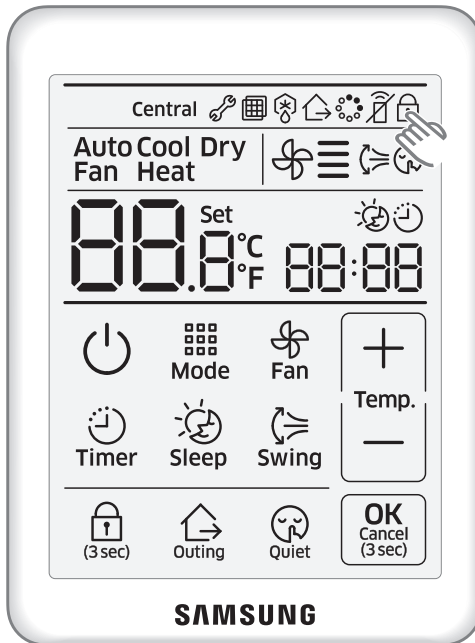 Central
Auto Cool Dry
Fan Heat
Set
88.8°C
°F
88:88
Mode
Fan
Temp.
Timer
Sleep
Swing
(3 sec)
Outing
Quiet
OK
Cancel
(3 sec)
SAMSUNG